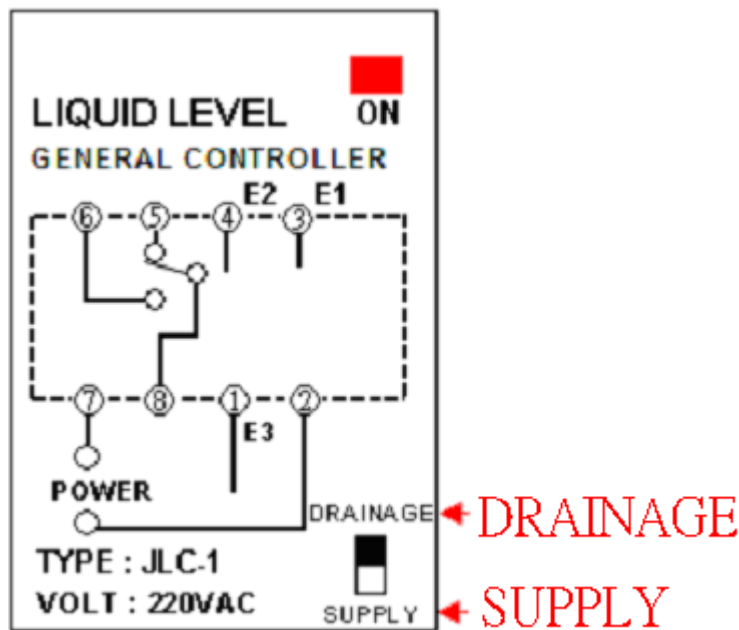 LIQUID LEVEL ON
GENERAL CONTROLLER
E2 E1
6 5 4 3
7 8 1 2
E3
POWER
DRAINAGE DRAINAGE
TYPE : JLC-1
VOLT : 220VAC
SUPPLY SUPPLY